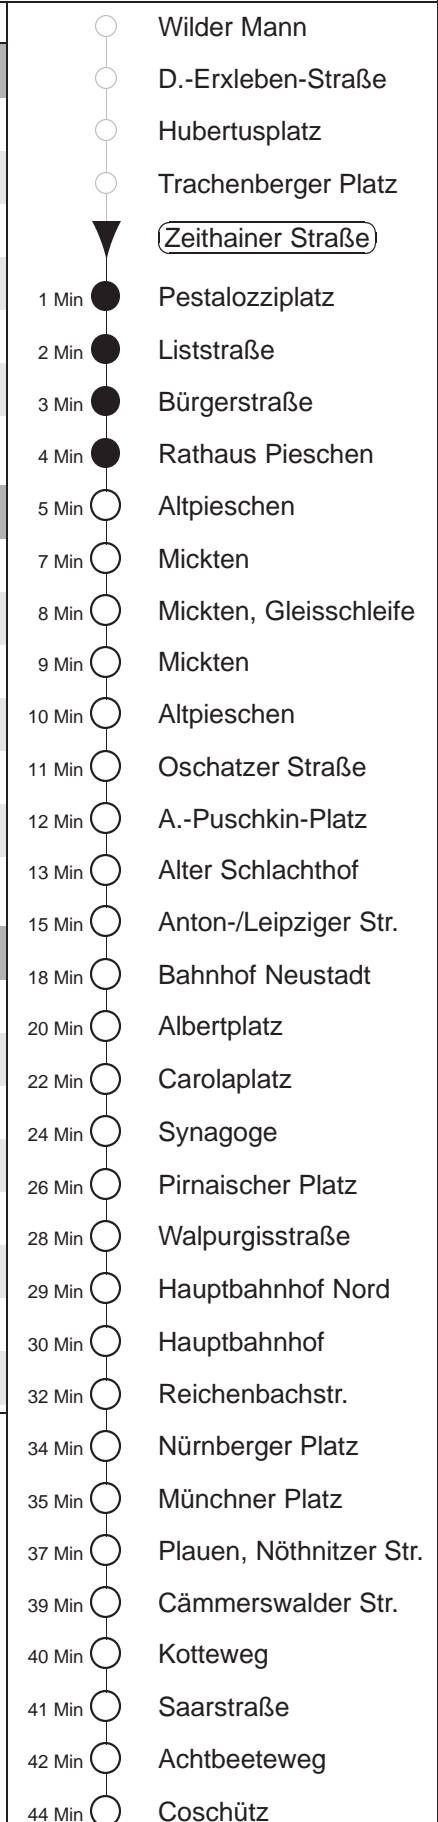 Wilder Mann
D.-Erxleben-Straße
Hubertusplatz
Trachenberger Platz
Zeithainer Straße
1 Min Pestalozziplatz
2 Min Liststraße
3 Min Bürgerstraße
4 Min Rathaus Pieschen
5 Min Altpieschen
7 Min Mickten
8 Min Mickten, Gleisschleife
9 Min Mickten
10 Min Altpieschen
11 Min Oschatzer Straße
12 Min A.-Puschkin-Platz
13 Min Alter Schlachthof
15 Min Anton-/Leipziger Str.
18 Min Bahnhof Neustadt
20 Min Albertplatz
22 Min Carolaplatz
24 Min Synagoge
26 Min Pirnaischer Platz
28 Min Walpurgisstraße
29 Min Hauptbahnhof Nord
30 Min Hauptbahnhof
32 Min Reichenbachstr.
34 Min Nürnberger Platz
35 Min Münchner Platz
37 Min Plauen, Nöthnitzer Str.
39 Min Cämmerswalder Str.
40 Min Kotteweg
41 Min Saarstraße
42 Min Achtbeeteweg
44 Min Coschütz